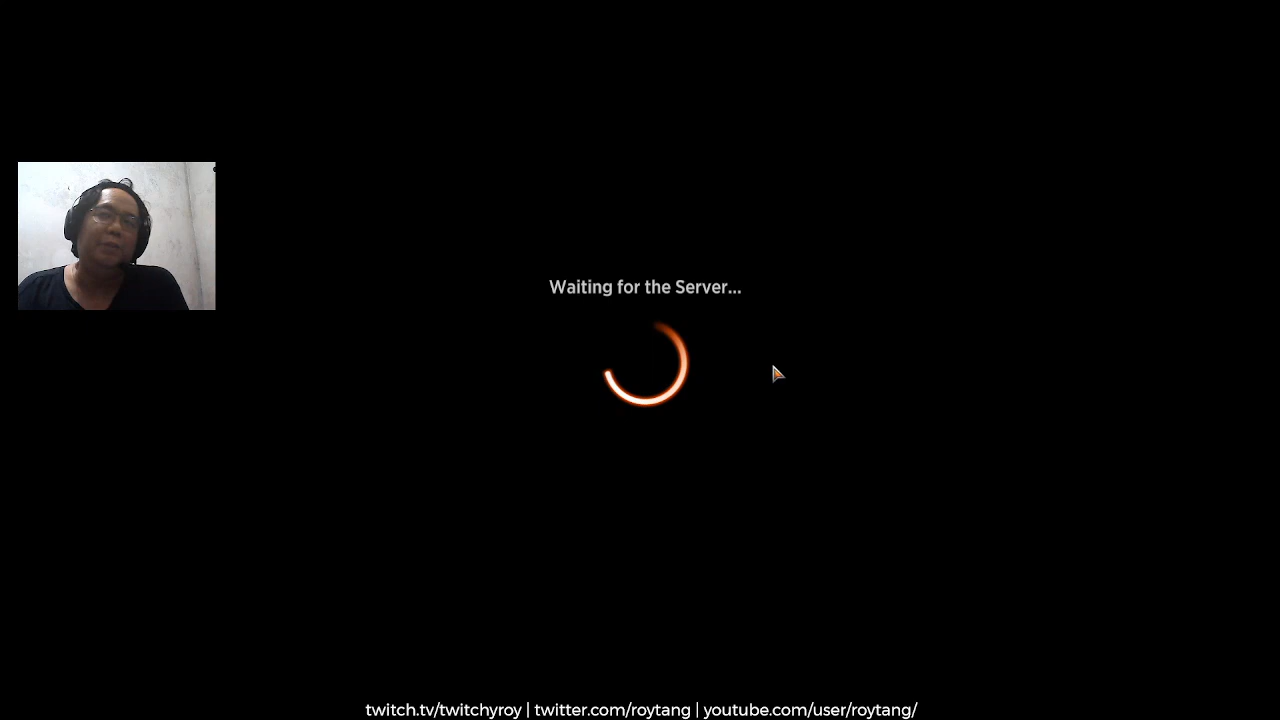 Waiting for the Server...
twitch.tv/twitchyroy | twitter.com/roytang | youtube.com/user/roytang/